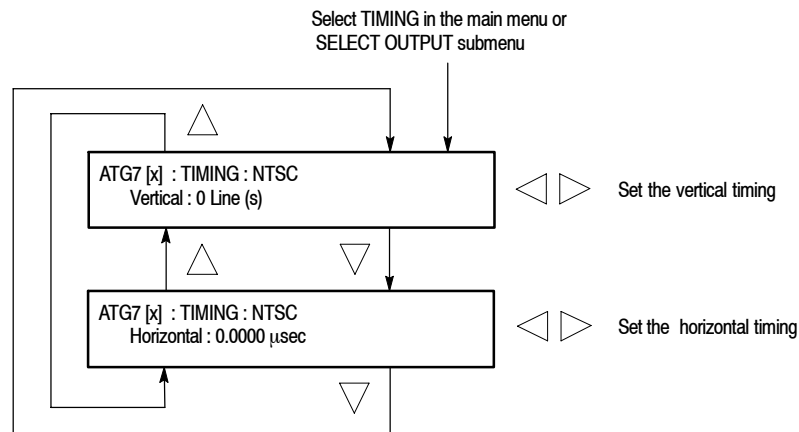 Select TIMING in the main menu or
SELECT OUTPUT submenu
ATG7 [x] : TIMING : NTSC
Vertical : 0 Line (s)
Set the vertical timing
ATG7 [x] : TIMING : NTSC
Horizontal : 0.0000 µsec
Set the horizontal timing